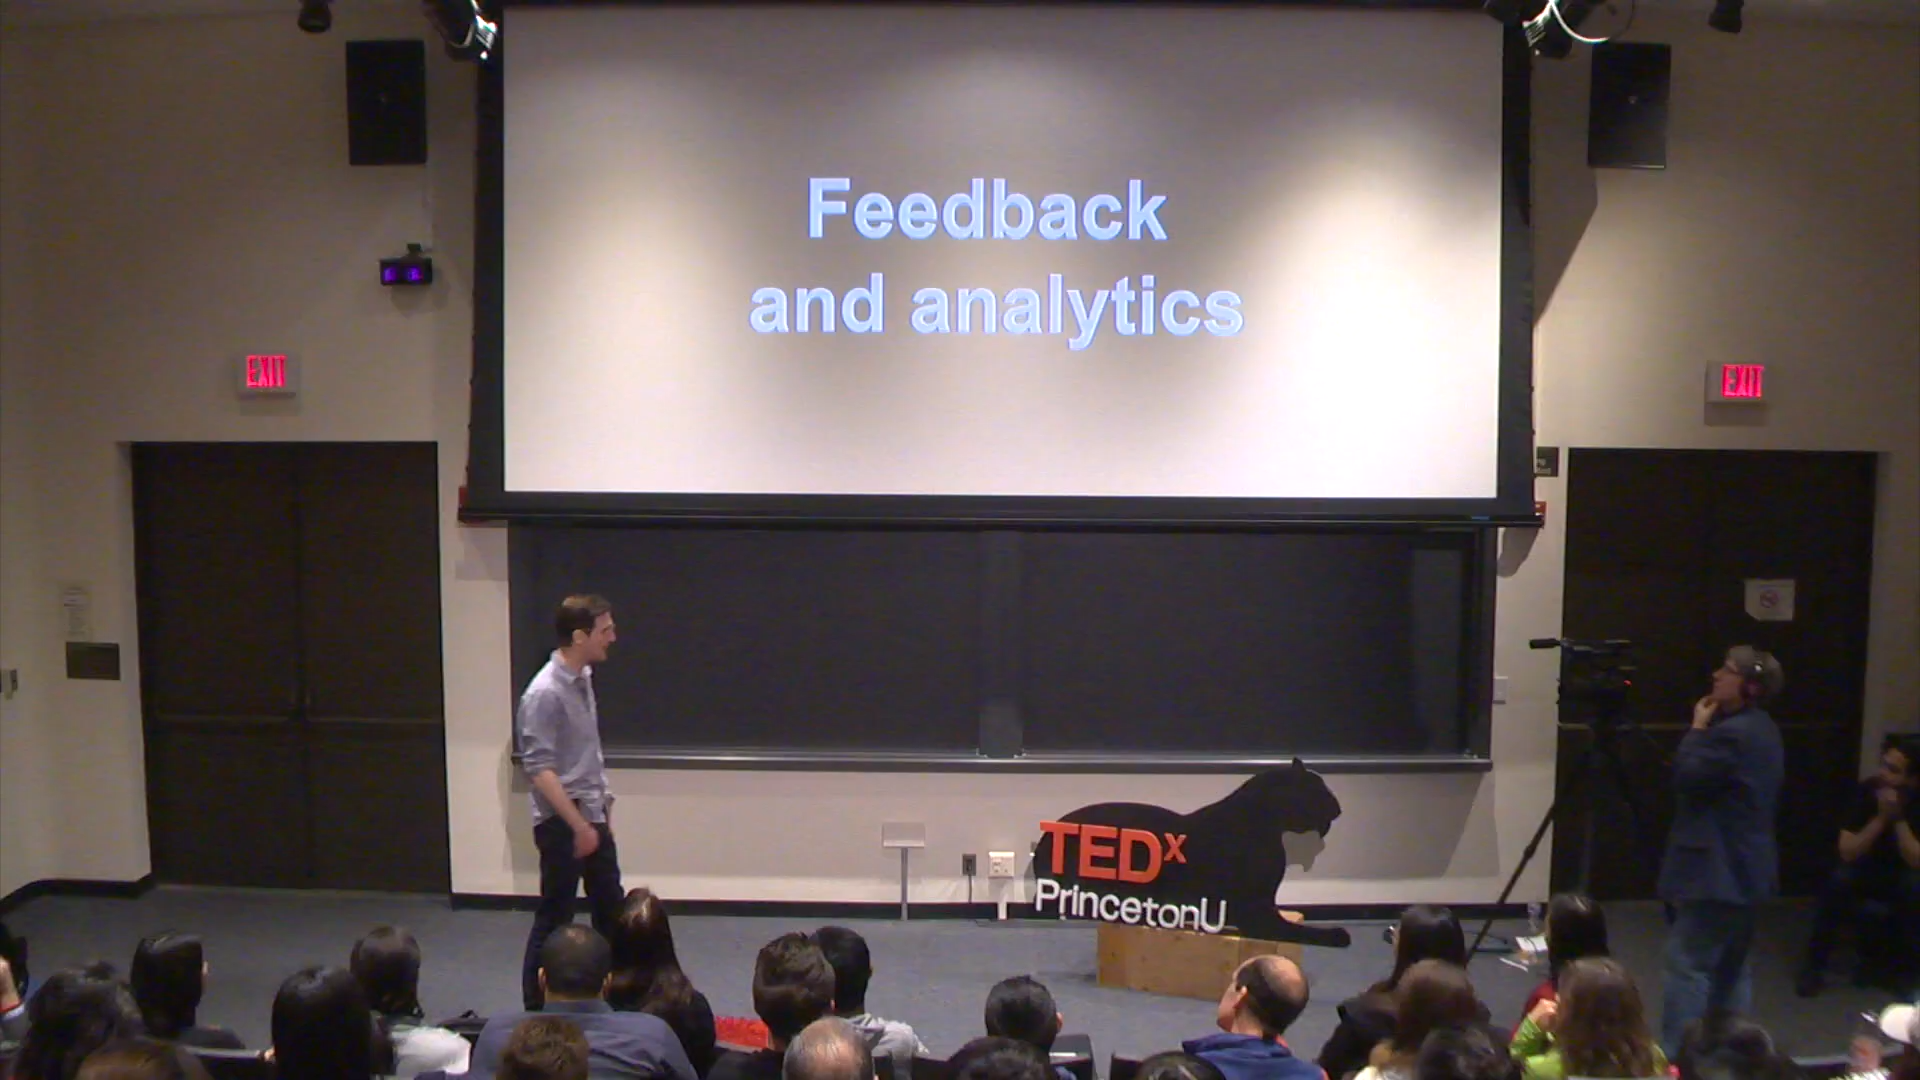 Feedback
and analytics
EXIT
EXIT
TEDx
PrincetonU